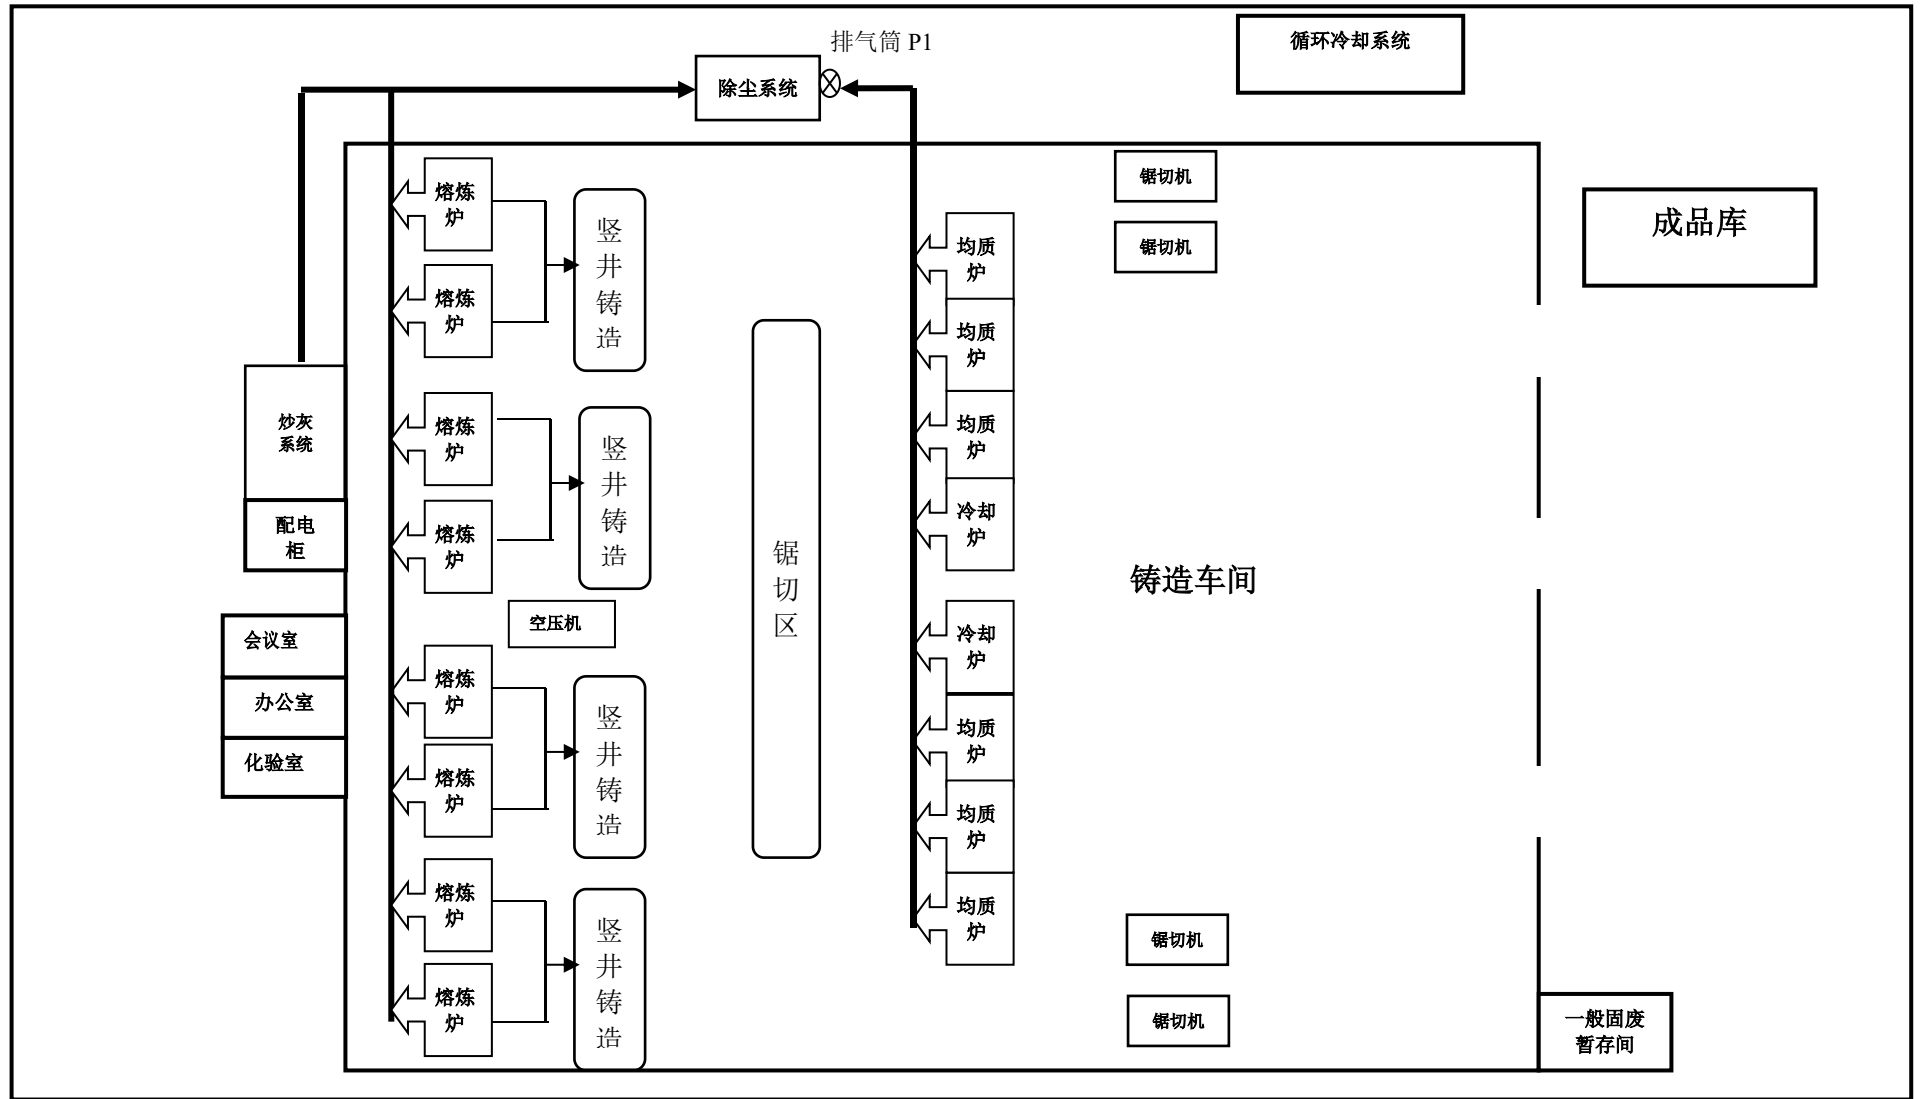 排气筒 P1
循环冷却系统
除尘系统
熔炼
炉
竖
井
铸
造
锯切机
成品库
均质
炉
锯切机
熔炼
炉
均质
炉
炒灰
系统
熔炼
炉
竖
井
铸
造
均质
炉
配电
柜
熔炼
炉
冷却
炉
锯
切
区
铸造车间
空压机
会议室
冷却
炉
办公室
熔炼
炉
竖
井
铸
造
均质
炉
化验室
熔炼
炉
均质
炉
熔炼
炉
竖
井
铸
造
均质
炉
锯切机
熔炼
炉
锯切机
一般固废
暂存间